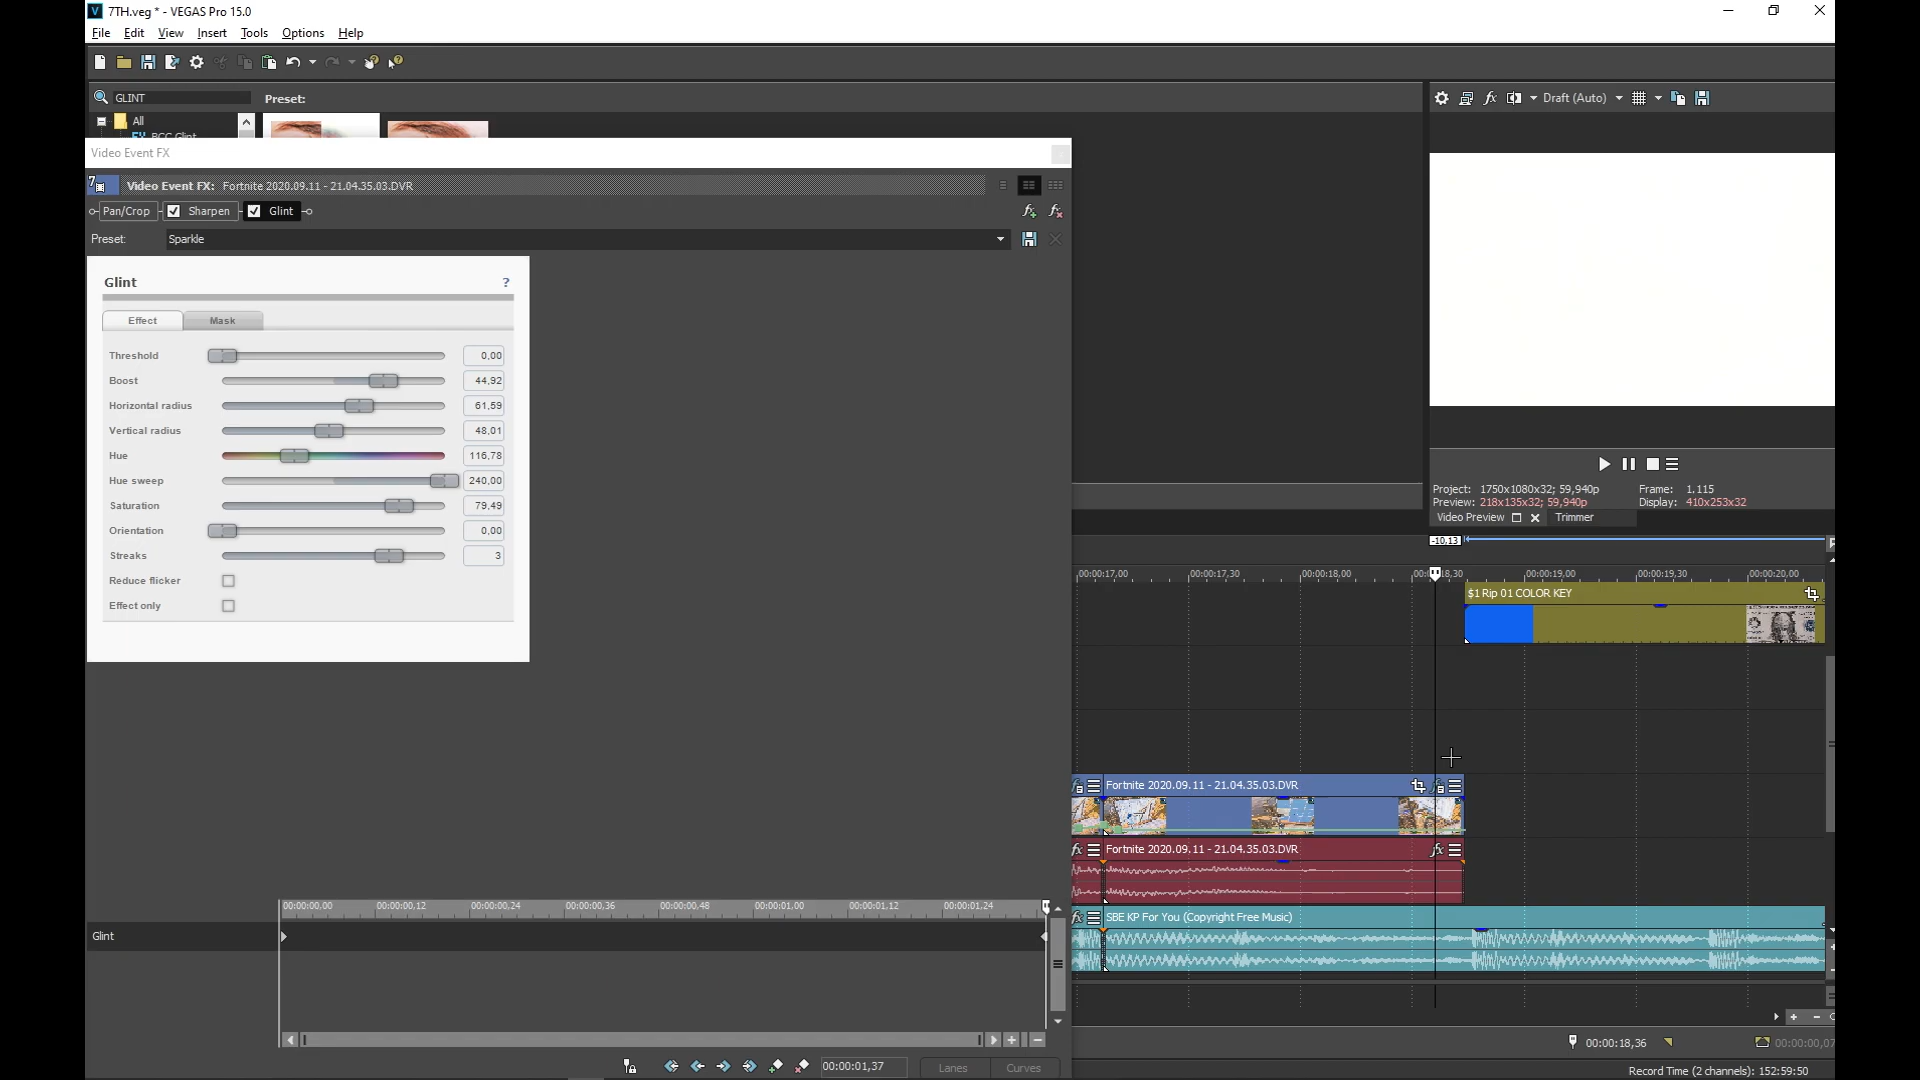 7TH.veg * - VEGAS Pro 15.0
File Edit View Insert Tools Options Help
GLINT Preset:
All
BCC Glint
Draft (Auto)
Video Event FX
Video Event FX: Fortnite 2020.09.11 - 21.04.35.03.DVR
Pan/Crop Sharpen Glint
Preset: Sparkle
Glint ?
Effect Mask
Threshold 0,00
Boost 44,92
Horizontal radius 61,59
Vertical radius 48,01
Hue 116,78
Hue sweep 240,00
Saturation 79,49
Orientation 0,00
Streaks 3
Reduce flicker
Effect only
Project: 1750x1080x32; 59,940p Frame: 1.115
Preview: 218x135x32; 59,940p Display: 410x253x32
Video Preview Trimmer
-10,13
00:00:17,00 00:00:17,30 00:00:18,00 18,30 00:00:19,00 00:00:19,30 00:00:20,00
$1 Rip 01 COLOR KEY
Fortnite 2020.09.11 - 21.04.35.03.DVR
Fortnite 2020.09.11 - 21.04.35.03.DVR
SBE KP For You (Copyright Free Music)
00:00:00,00 00:00:00,12 00:00:00,24 00:00:00,36 00:00:00,48 00:00:01,00 00:00:01,12 00:00:01,24
Glint
00:00:01,37 Lanes Curves
00:00:18,36 00:00:00,07
Record Time (2 channels): 152:59:50